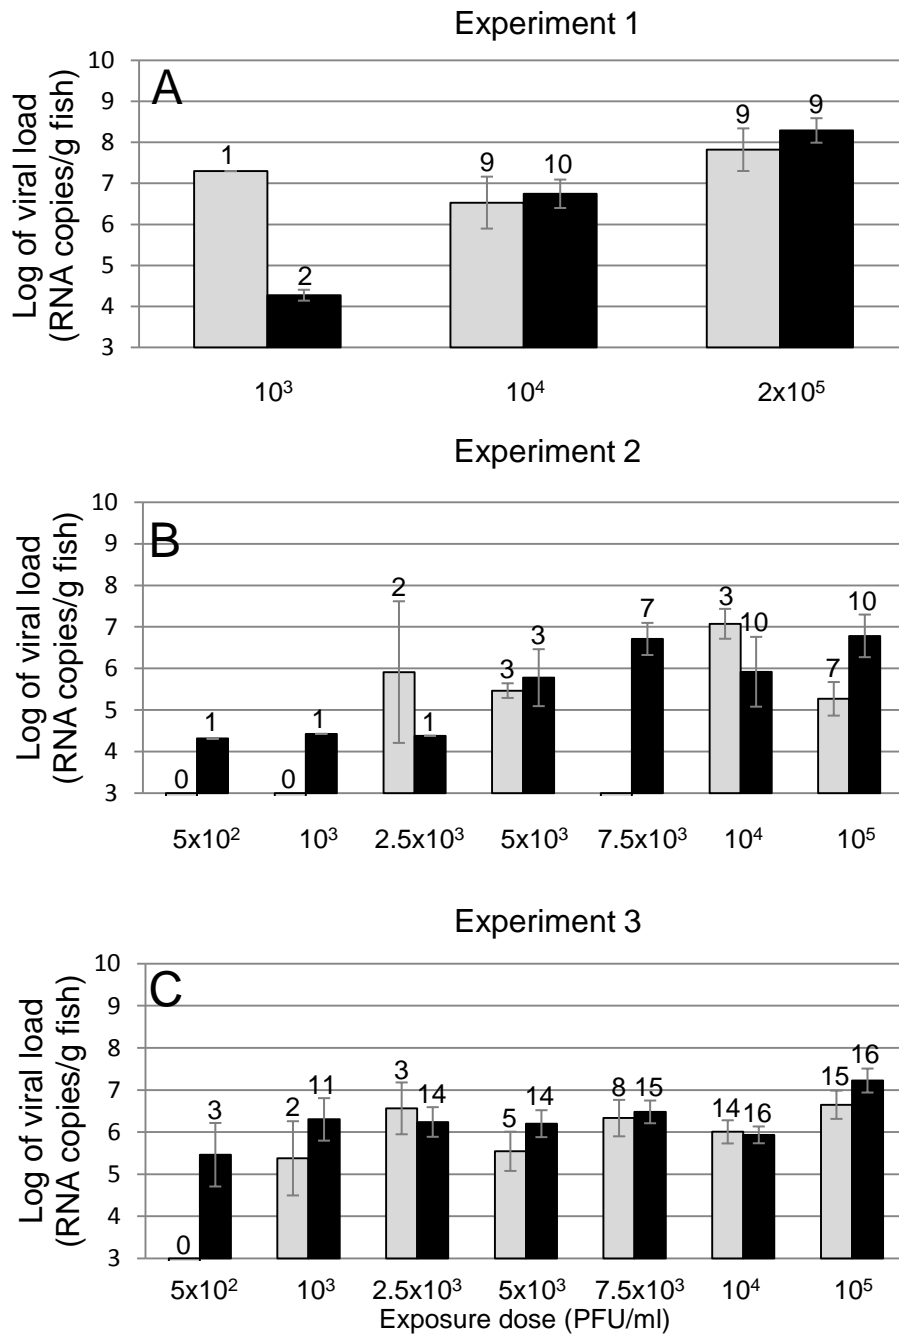 Experiment 1
A
Log of viral load
(RNA copies/g fish)
10
9
8
7
6
5
4
3
1
2
9
10
9
9
10³
10⁴
2x10⁵
Experiment 2
B
Log of viral load
(RNA copies/g fish)
10
9
8
7
6
5
4
3
0
1
0
1
2
1
3
3
7
3
10
7
10
5x10²
10³
2.5x10³
5x10³
7.5x10³
10⁴
10⁵
Experiment 3
C
Log of viral load
(RNA copies/g fish)
10
9
8
7
6
5
4
3
0
3
2
11
3
14
5
14
8
15
14
16
15
16
5x10²
10³
2.5x10³
5x10³
7.5x10³
10⁴
10⁵
Exposure dose (PFU/ml)